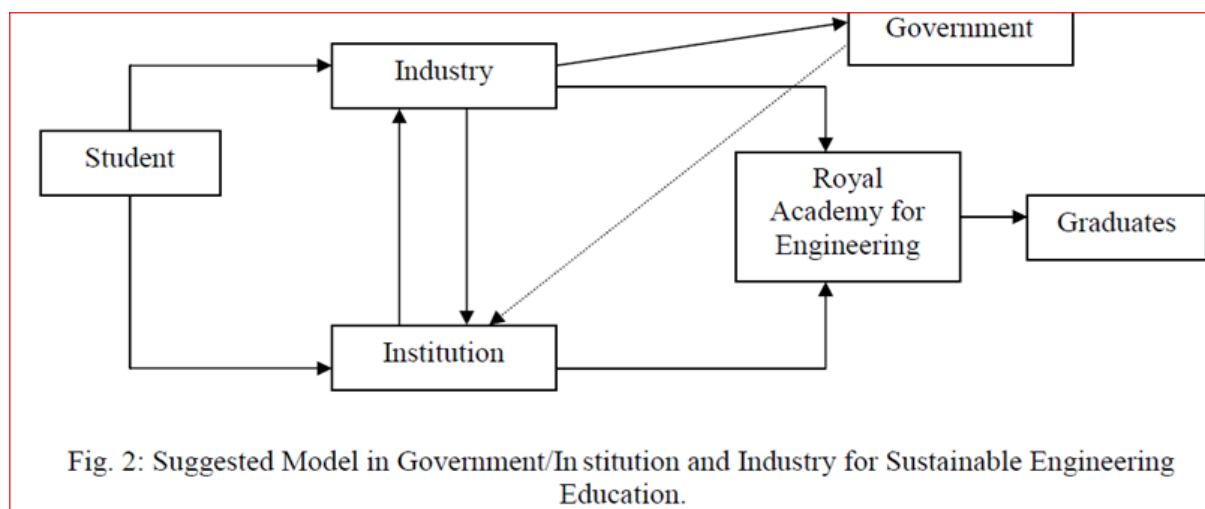 Government
Industry
Student
Royal
Academy for
Engineering
Graduates
Institution
Fig. 2: Suggested Model in Government/In stitution and Industry for Sustainable Engineering
Education.